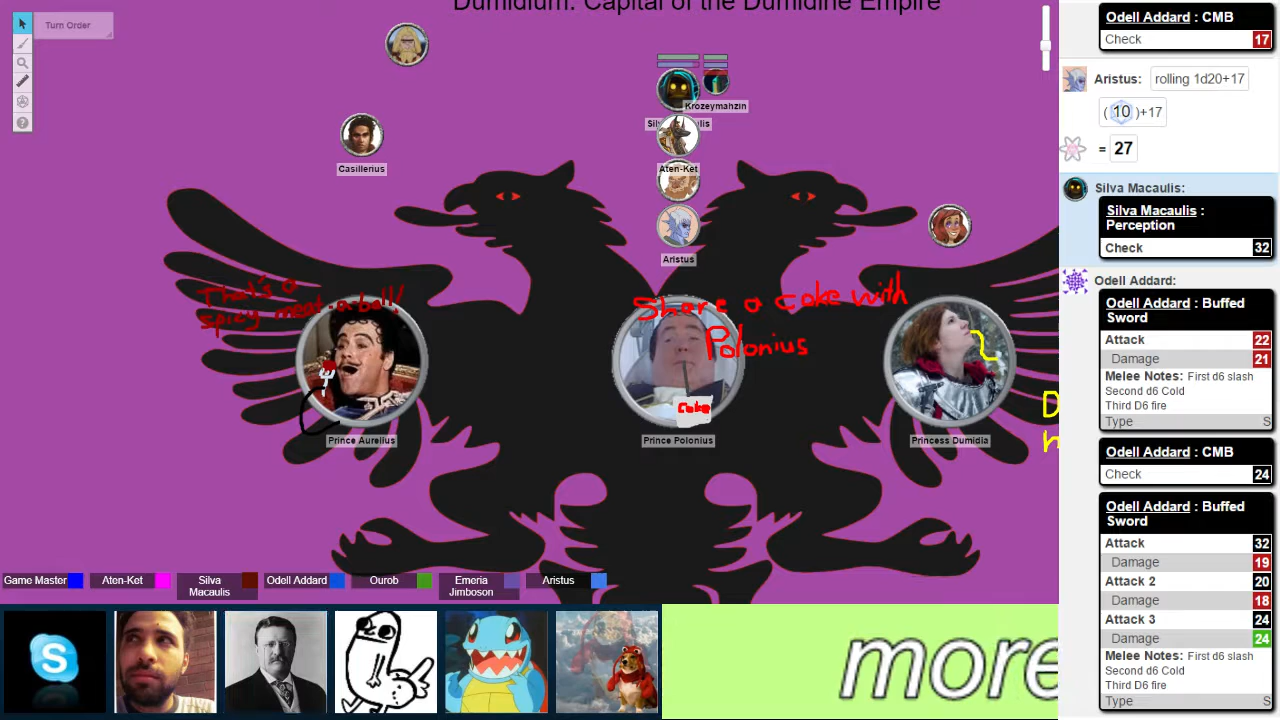 Dumidium: Capital of the Dumidine Empire
Turn Order
Krozeymahzin
Casillerius
Aten-Ket
Aristus
That's a
spicy meat-a-ball!
Share a coke with
Polonius
Coke
Prince Aurelius
Prince Polonius
Princess Dumidia
Game Master
Aten-Ket
Silva
Macaulis
Odell Addard
Ourob
Emeria
Jimboson
Aristus
S
more
Odell Addard : CMB
Check 17
Aristus: rolling 1d20+17
(10)+17
= 27
Silva Macaulis:
Silva Macaulis :
Perception
Check 32
Odell Addard:
Odell Addard : Buffed
Sword
Attack 22
Damage 21
Melee Notes: First d6 slash
Second d6 Cold
Third D6 fire
Type S
Odell Addard : CMB
Check 24
Odell Addard : Buffed
Sword
Attack 32
Damage 19
Attack 2 20
Damage 18
Attack 3 24
Damage 24
Melee Notes: First d6 slash
Second d6 Cold
Third D6 fire
Type S